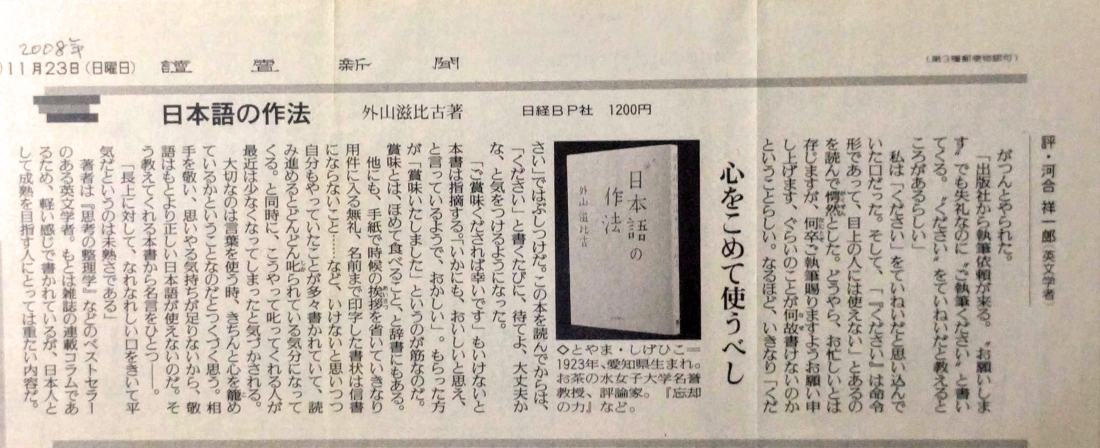 2008年
11月23日(日曜日) 讀賣新聞
(第3種郵便物認可)
日本語の作法 外山滋比古著 日経BP社 1200円
評・河合 祥一郎 英文学者
がつんとやられた。
「出版社から執筆依頼が来る。“お願いしま
す”でも失礼なのに“ご執筆ください”と書い
てくる。“ください”をていねいだと教えると
ころがあるらしい」
私は「ください」をていねいだと思い込んで
いた口だった。そして、「『ください』は命令
形であって、目上の人には使えない」とあるの
を読んで愕然とした。どうやら、お忙しいとは
存じますが、何卒ご執筆賜りますようお願い申
し上げます、ぐらいのことが何故書けないのか
ということらしい。なるほど、いきなり「くだ
心をこめて使うべし
日本語の
作法
外山滋比古
◇とやま・しげひこ=
1923年、愛知県生まれ。
お茶の水女子大学名誉
教授、評論家。『忘却
の力』など。
さい」ではぶしつけだ。この本を読んでからは、
「ください」と書くたびに、待てよ、大丈夫か
な、と気をつけるようになった。
「ご賞味くだされば幸いです」もいけないと
本書は指摘する。「いかにも、おいしいと思え、
と言っているようで、おかしい」。もらった方
が「賞味いたしました」というのが筋なのだ。
賞味とは、ほめて食べること、と辞書にもある。
他にも、手紙で時候の挨拶を省いていきなり
用件に入る無礼、名前まで印字した書状は信書
にならないこと……など、いけないと思いつつ
自分もやっていたことが多々書かれていて、読
み進めるとどんどん叱られている気分になって
くる。と同時に、こうやって叱ってくれる人が
最近は少なくなってしまったと気づかされる。
大切なのは言葉を使う時、きちんと心を籠め
ているかということなのだとつくづく思う。相
手を敬い、思いやる気持ちが足りないから、敬
語はもとより正しい日本語が使えないのだ。そ
う教えてくれる本書から名言をひとつ――。
「長上に対して、なれなれしい口をきいて平
気だというのは未熟さである」
著者は『思考の整理学』などのベストセラー
のある英文学者。もとは雑誌の連載コラムであ
るため、軽い感じで書かれているが、日本人と
して成熟を目指す人にとっては重たい内容だ。